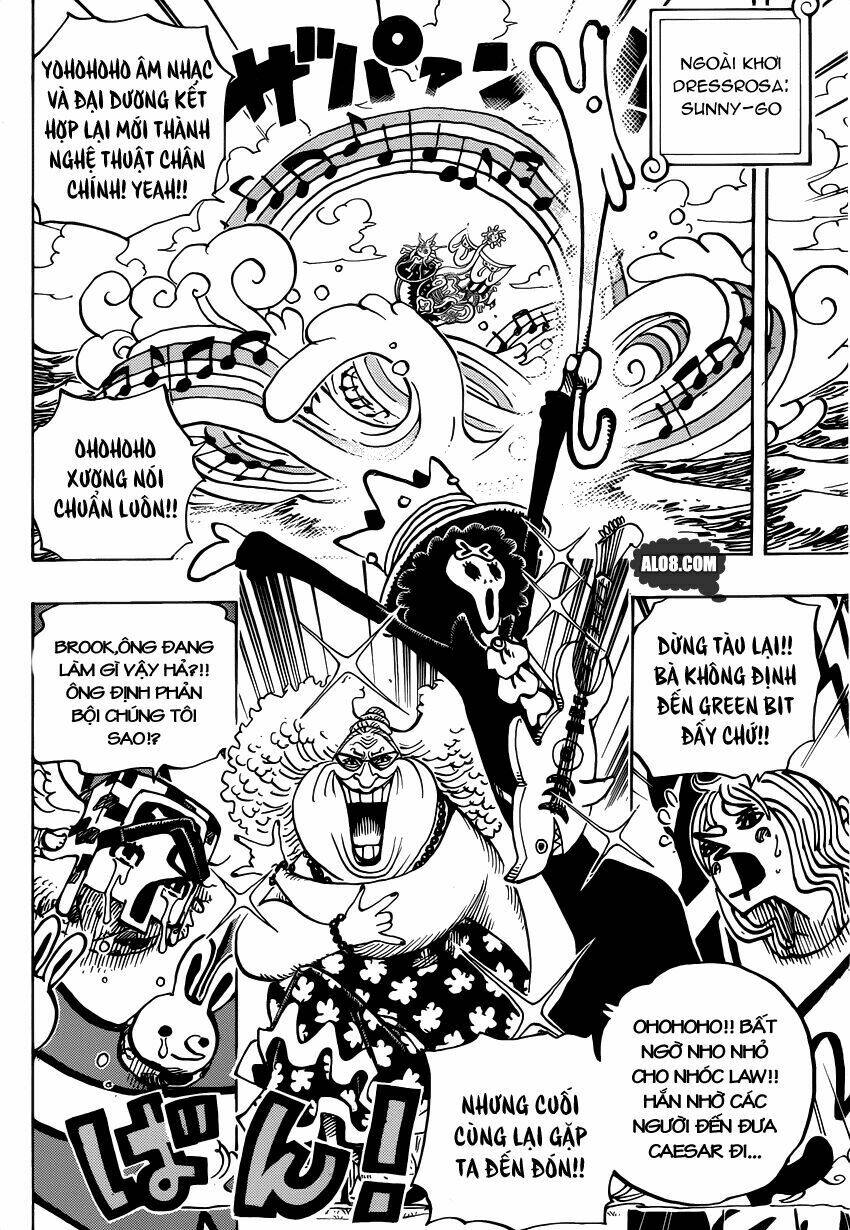 NGOÀI KHƠI
DRESSROSA:
SUNNY-GO
ザパァン
YOHOHOHO ÂM NHẠC
VÀ ĐẠI DƯƠNG KẾT
HỢP LẠI MỚI THÀNH
NGHỆ THUẬT CHÂN
CHÍNH! YEAH!!
OHOHOHO
XƯƠNG NÓI
CHUẨN LUÔN!!
ALO8.COM
BROOK,ÔNG ĐANG
LÀM GÌ VẬY HẢ?!!
ÔNG ĐỊNH PHẢN
BỘI CHÚNG TÔI
SAO!?
DỪNG TÀU LẠI!!
BÀ KHÔNG ĐỊNH
ĐẾN GREEN BIT
ĐẤY CHỨ!!
OHOHOHO!! BẤT
NGỜ NHO NHỎ
CHO NHÓC LAW!!
HẮN NHỜ CÁC
NGƯỜI ĐẾN ĐƯA
CAESAR ĐI...
NHƯNG CUỐI
CÙNG LẠI GẶP
TA ĐẾN ĐÓN!!
ばん!